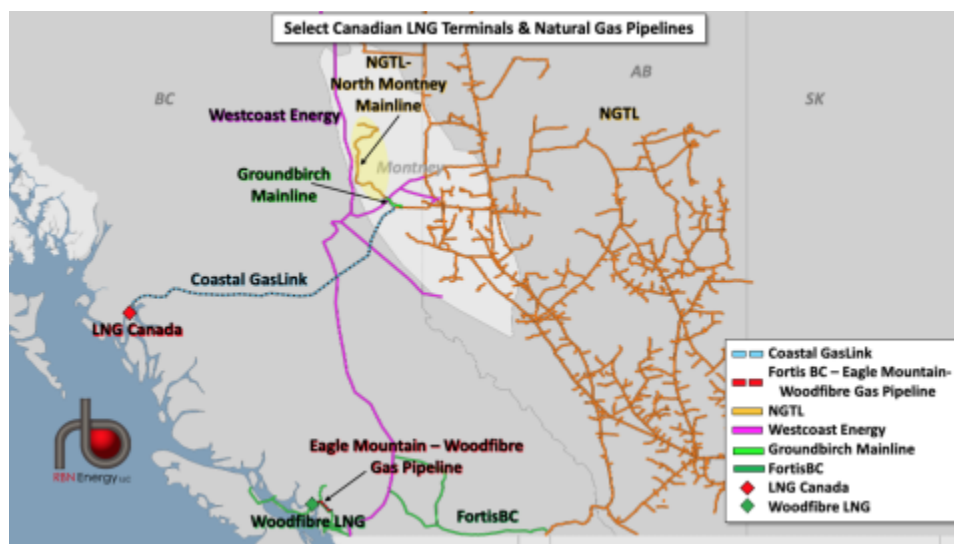 Select Canadian LNG Terminals & Natural Gas Pipelines
NGTL-
North Montney
Mainline
BC
AB
SK
Westcoast Energy
NGTL
Montney
Groundbirch
Mainline
Coastal GasLink
LNG Canada
Coastal GasLink
Fortis BC – Eagle Mountain-
Woodfibre Gas Pipeline
NGTL
Westcoast Energy
Groundbirch Mainline
FortisBC
LNG Canada
Woodfibre LNG
rb
RBN Energy LLC
Eagle Mountain – Woodfibre
Gas Pipeline
Woodfibre LNG
FortisBC